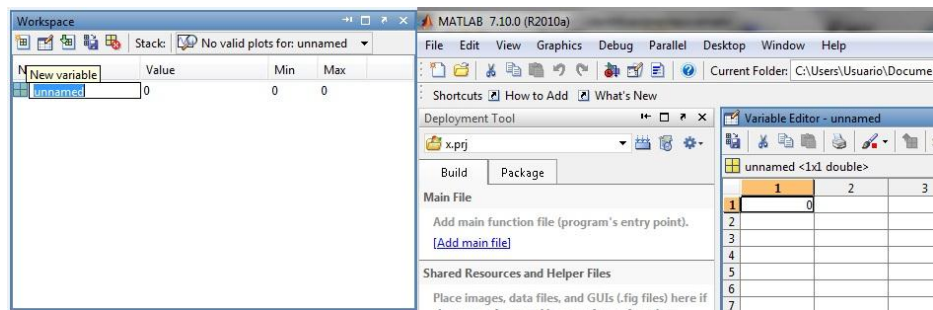 Workspace
Stack: No valid plots for: unnamed
New variable Value Min Max
unnamed 0 0 0
MATLAB 7.10.0 (R2010a)
File Edit View Graphics Debug Parallel Desktop Window Help
Current Folder: C:\Users\Usuario\Docume
Shortcuts How to Add What's New
Deployment Tool
x.prj
Build Package
Main File
Add main function file (program's entry point).
[Add main file]
Shared Resources and Helper Files
Place images, data files, and GUIs (.fig files) here if
Variable Editor - unnamed
unnamed <1x1 double>
1 2 3
1 0
2
3
4
5
6
7